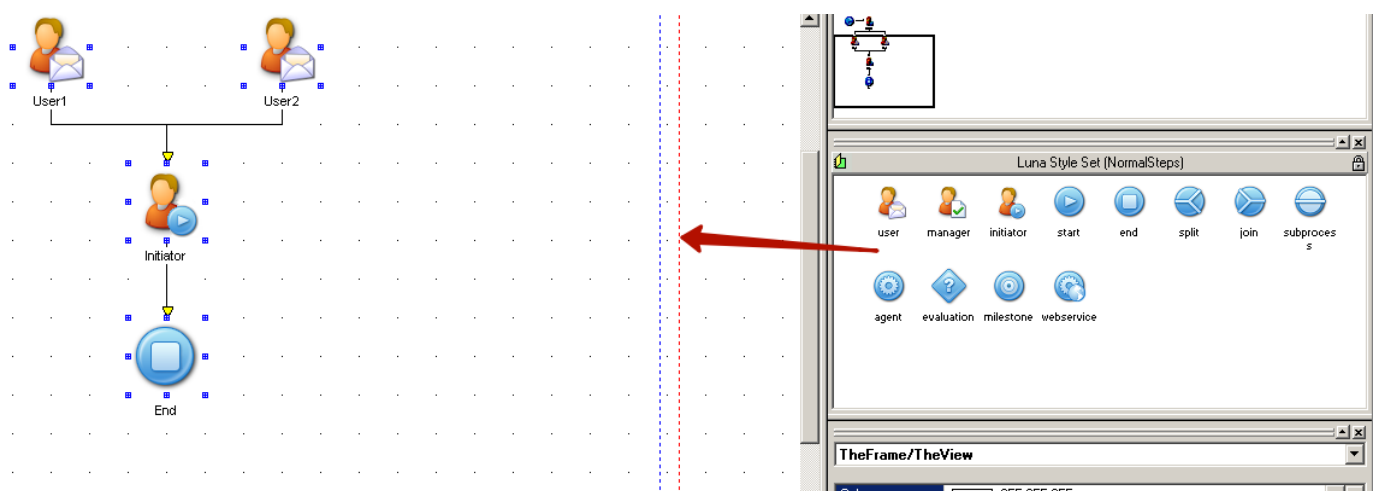 User1
User2
Initiator
End
Luna Style Set (NormalSteps)
user
manager
initiator
start
end
split
join
subproces
s
agent
evaluation
milestone
webservice
TheFrame/TheView